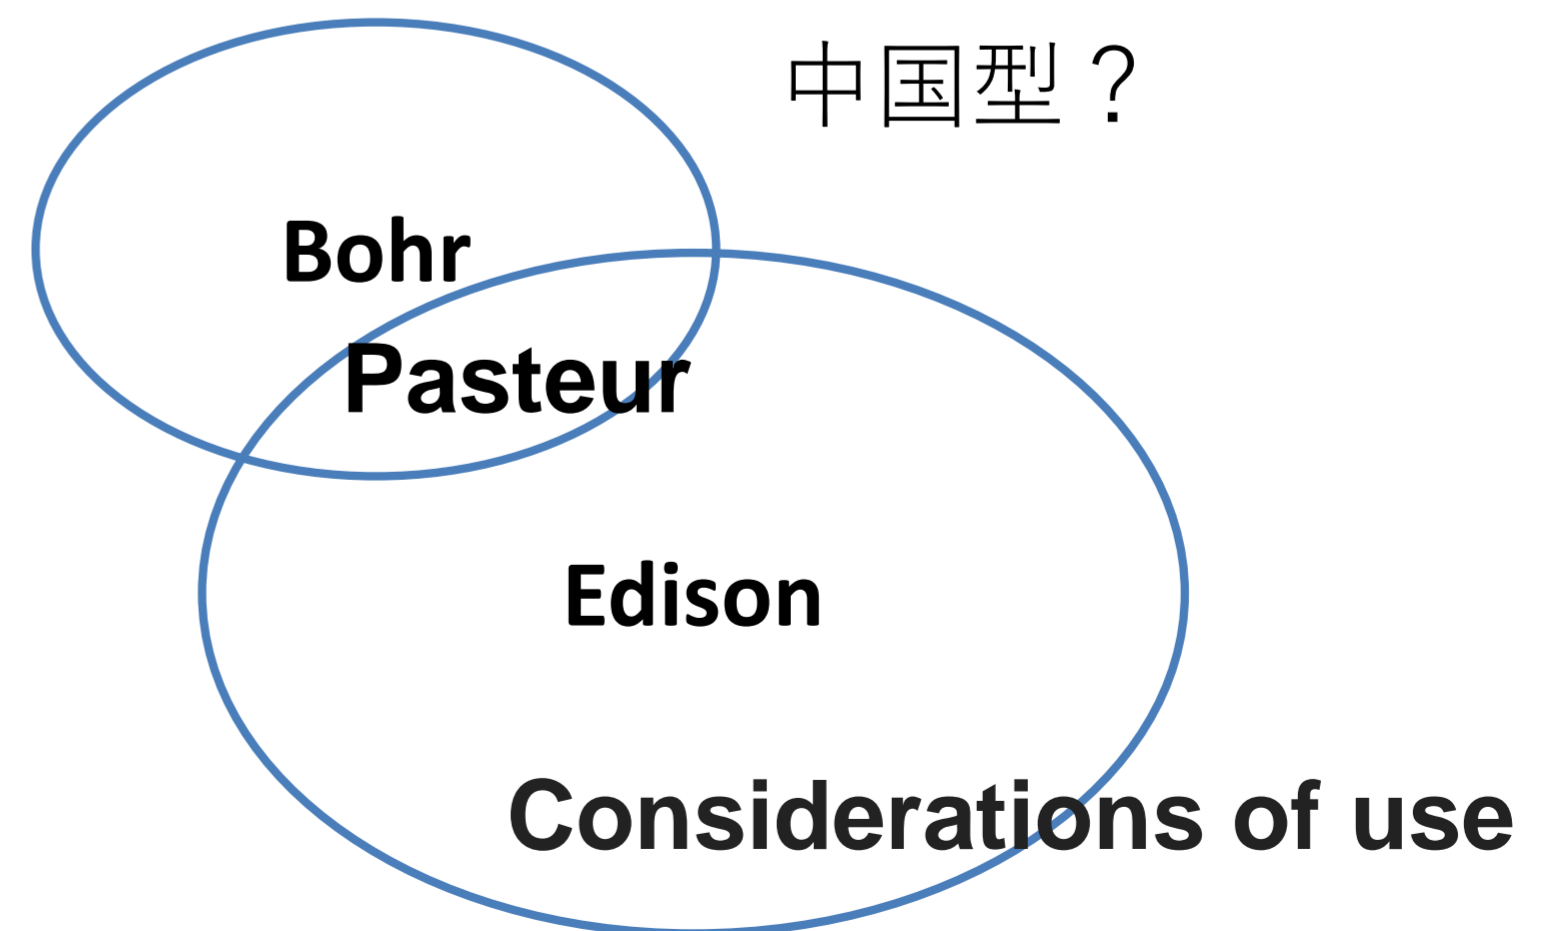 中国型？
Bohr
Pasteur
Edison
Considerations of use